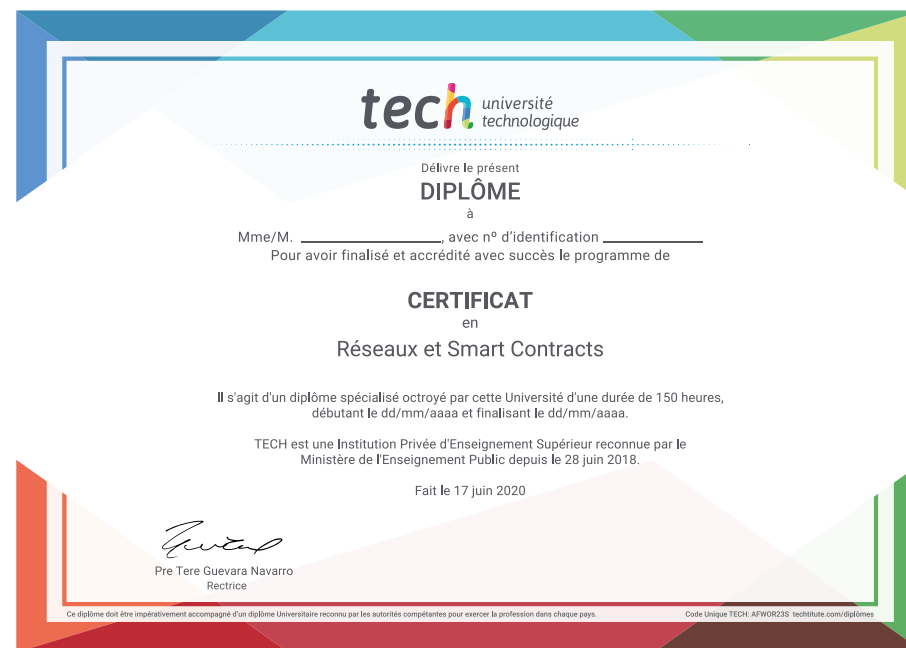 tech université
technologique
Délivre le présent
DIPLÔME
à
Mme/M. ____________________, avec nº d'identification ______________
Pour avoir finalisé et accrédité avec succès le programme de
CERTIFICAT
en
Réseaux et Smart Contracts
Il s'agit d'un diplôme spécialisé octroyé par cette Université d'une durée de 150 heures,
débutant le dd/mm/aaaa et finalisant le dd/mm/aaaa.
TECH est une Institution Privée d'Enseignement Supérieur reconnue par le
Ministère de l'Enseignement Public depuis le 28 juin 2018.
Fait le 17 juin 2020
Pre Tere Guevara Navarro
Rectrice
Ce diplôme doit être impérativement accompagné d'un diplôme Universitaire reconnu par les autorités compétantes pour exercer la profession dans chaque pays.
Code Unique TECH: AFWOR23S techtitute.com/diplômes